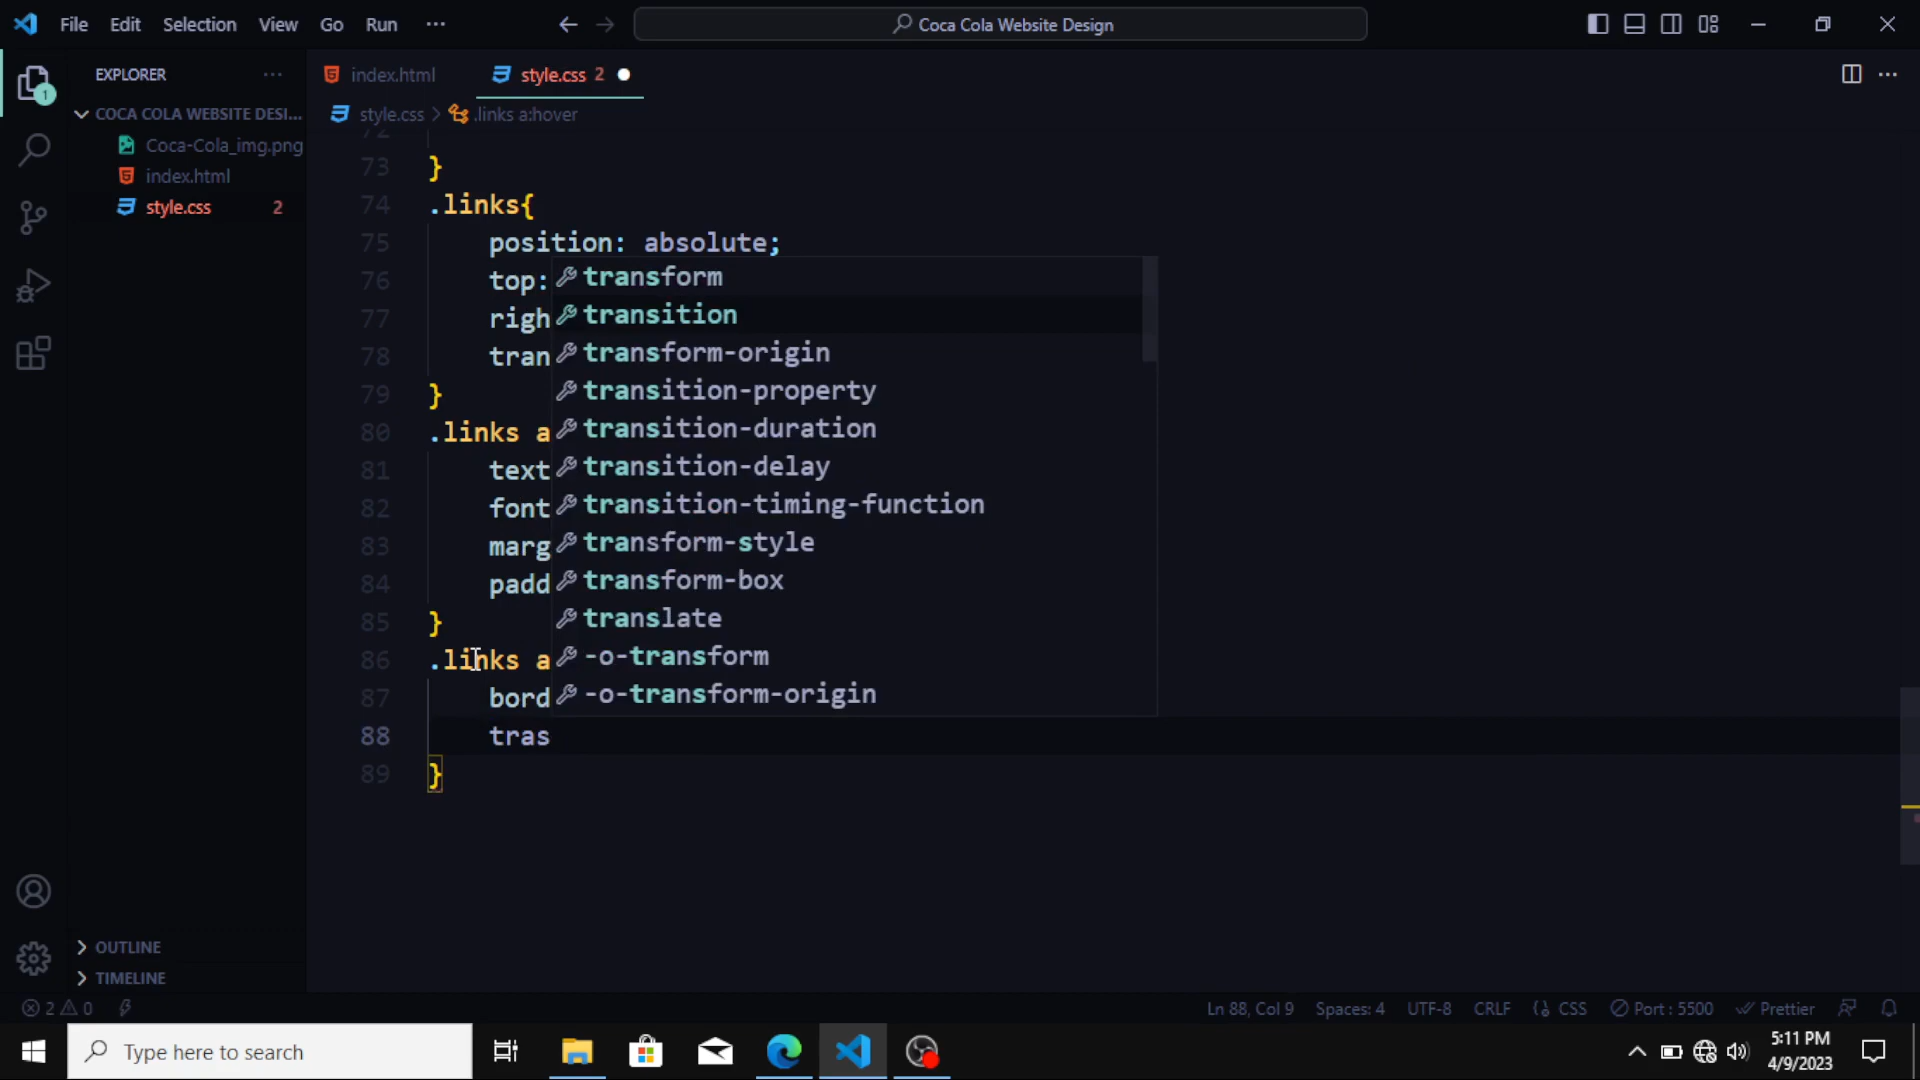 File Edit Selection View Go Run ···
Coca Cola Website Design
EXPLORER ···
index.html
style.css 2
COCA COLA WEBSITE DESI...
style.css > .links a:hover
Coca-Cola_img.png
index.html
style.css 2
1
72
73 }
74 .links{
75 position: absolute;
76 top:
77 righ
78 tran
79 }
80 .links a
81 text
82 font
83 marg
84 padd
85 }
86 .links a
87 bord
88 tras
89 }
transform
transition
transform-origin
transition-property
transition-duration
transition-delay
transition-timing-function
transform-style
transform-box
translate
-o-transform
-o-transform-origin
OUTLINE
TIMELINE
2 0
Ln 88, Col 9 Spaces: 4 UTF-8 CRLF CSS Port : 5500 Prettier
Type here to search
5:11 PM
4/9/2023